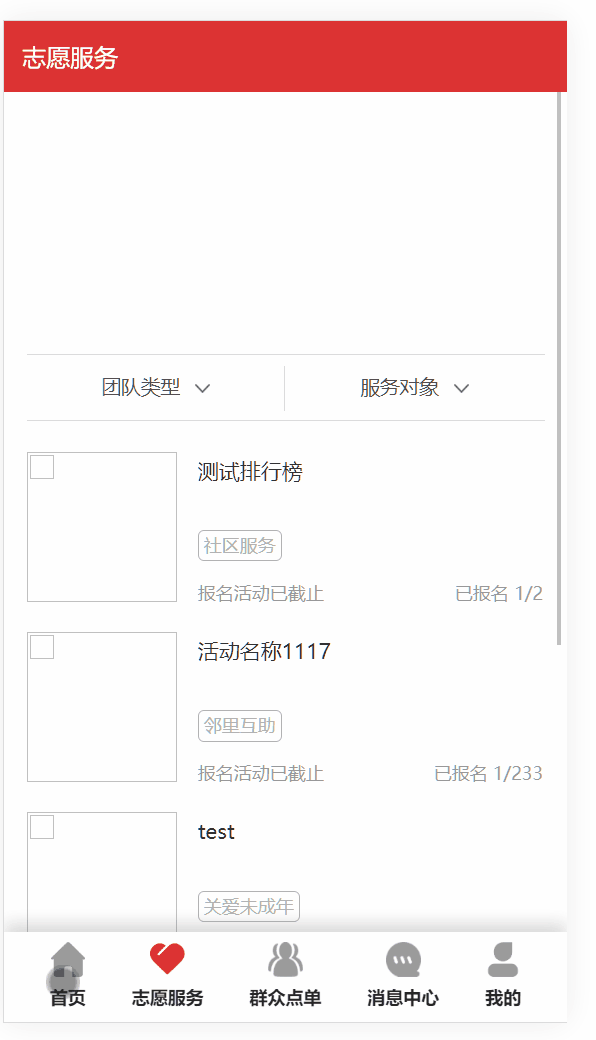 志愿服务
团队类型 服务对象
测试排行榜
社区服务
报名活动已截止 已报名 1/2
活动名称1117
邻里互助
报名活动已截止 已报名 1/233
test
关爱未成年
首页 志愿服务 群众点单 消息中心 我的